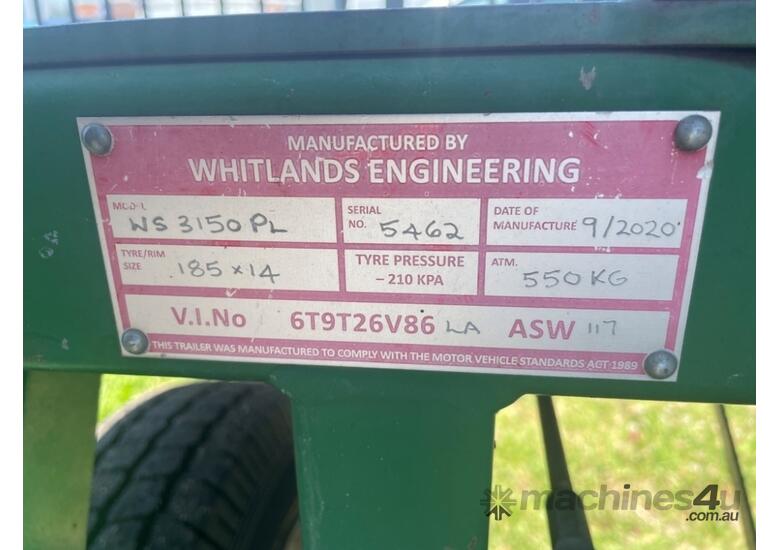 MANUFACTURED BY
WHITLANDS ENGINEERING
MODEL WS 3150 PL
SERIAL NO. 5462
DATE OF MANUFACTURE 9/2020
TYRE/RIM SIZE 185 x 14
TYRE PRESSURE – 210 KPA
ATM. 550 KG
V.I.No 6T9T26V86 LA ASW 117
THIS TRAILER WAS MANUFACTURED TO COMPLY WITH THE MOTOR VEHICLE STANDARDS ACT 1989
machines4u
.com.au